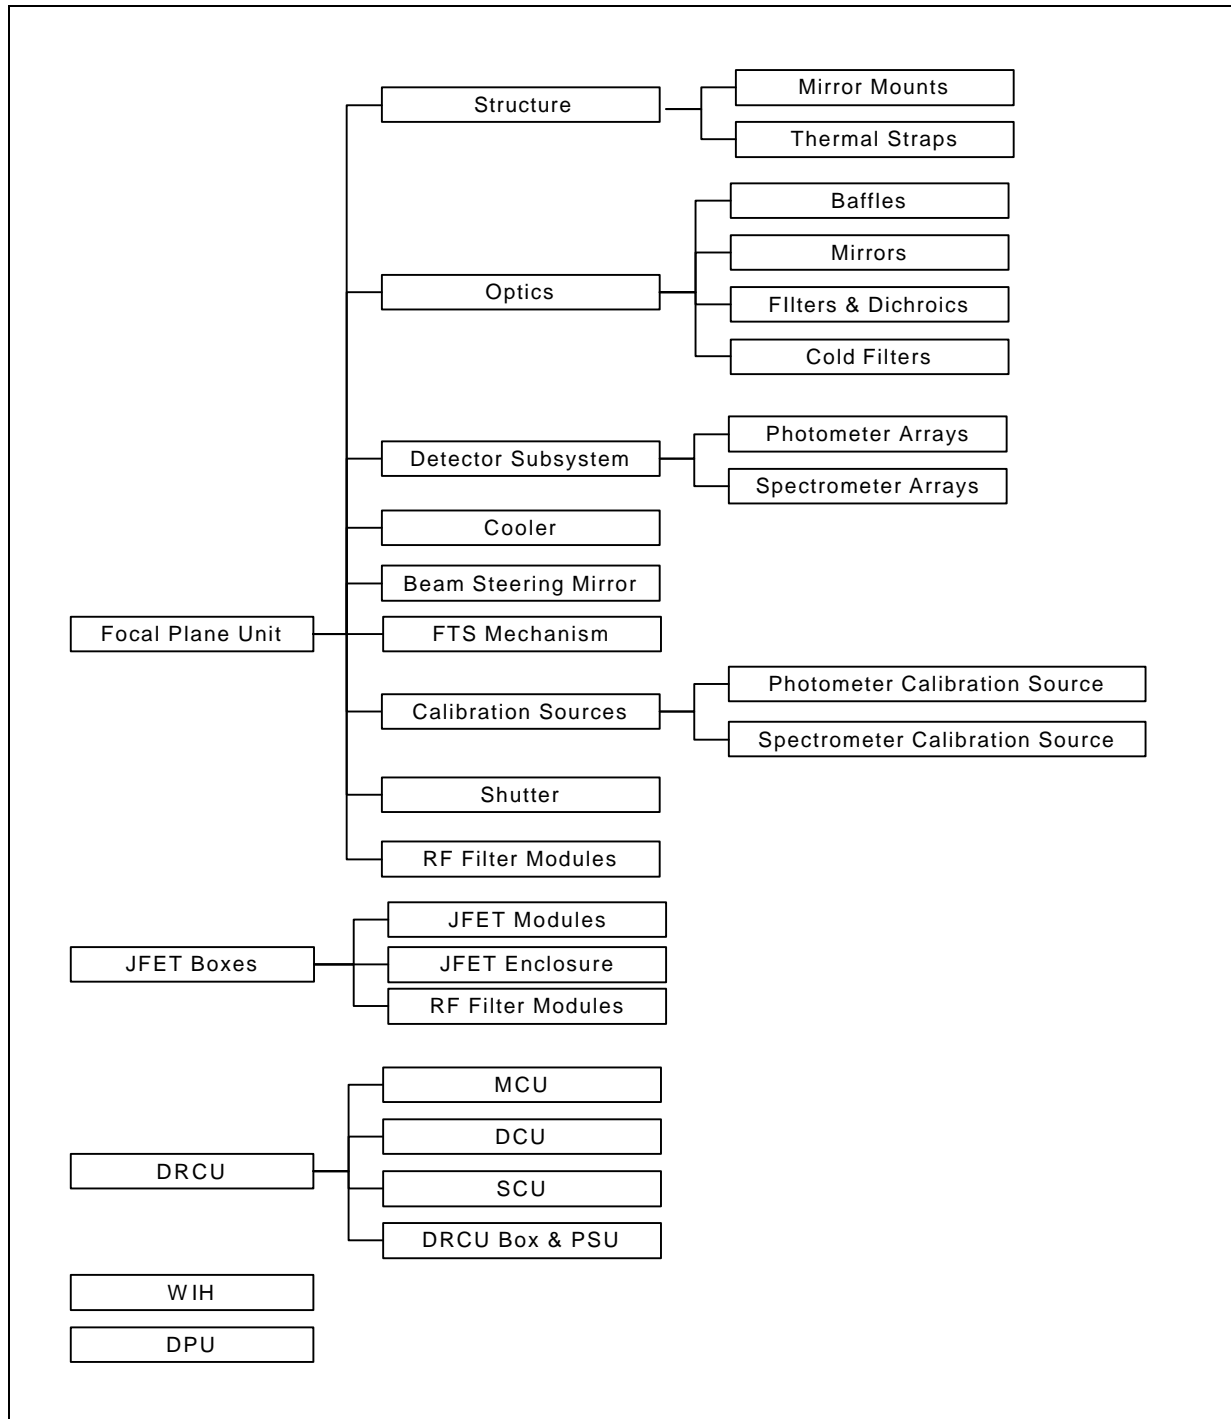 Structure
Mirror Mounts
Thermal Straps
Optics
Baffles
Mirrors
FIlters & Dichroics
Cold Filters
Detector Subsystem
Photometer Arrays
Spectrometer Arrays
Cooler
Beam Steering Mirror
Focal Plane Unit
FTS Mechanism
Calibration Sources
Photometer Calibration Source
Spectrometer Calibration Source
Shutter
RF Filter Modules
JFET Boxes
JFET Modules
JFET Enclosure
RF Filter Modules
DRCU
MCU
DCU
SCU
DRCU Box & PSU
WIH
DPU